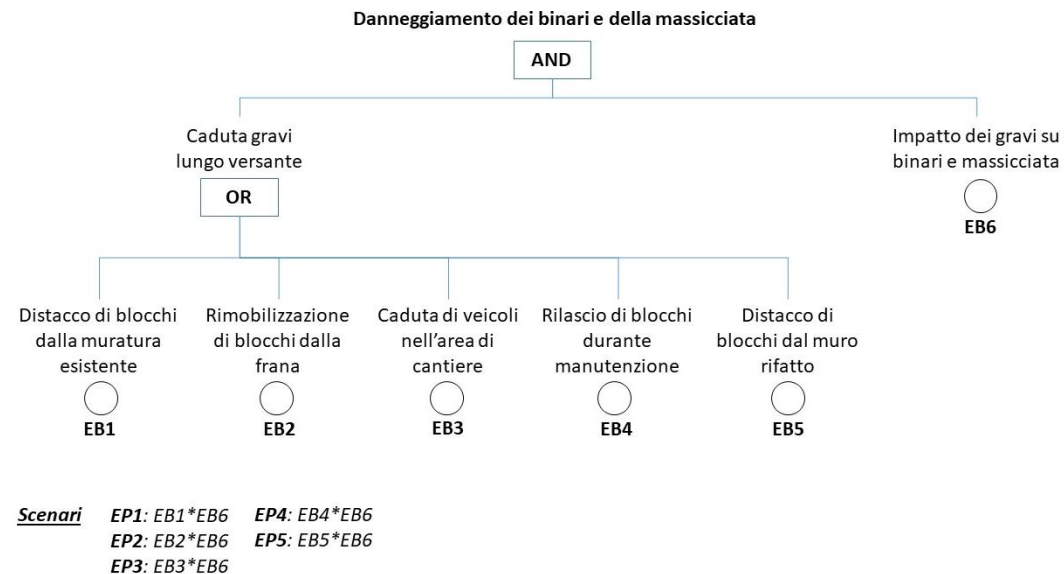 Danneggiamento dei binari e della massicciata
AND
Caduta gravi
lungo versante
OR
Impatto dei gravi su
binari e massicciata
EB6
Distacco di blocchi
dalla muratura
esistente
EB1
Rimobilizzazione
di blocchi dalla
frana
EB2
Caduta di veicoli
nell'area di
cantiere
EB3
Rilascio di blocchi
durante
manutenzione
EB4
Distacco di
blocchi dal muro
rifatto
EB5
Scenari
EP1: EB1*EB6
EP2: EB2*EB6
EP3: EB3*EB6
EP4: EB4*EB6
EP5: EB5*EB6